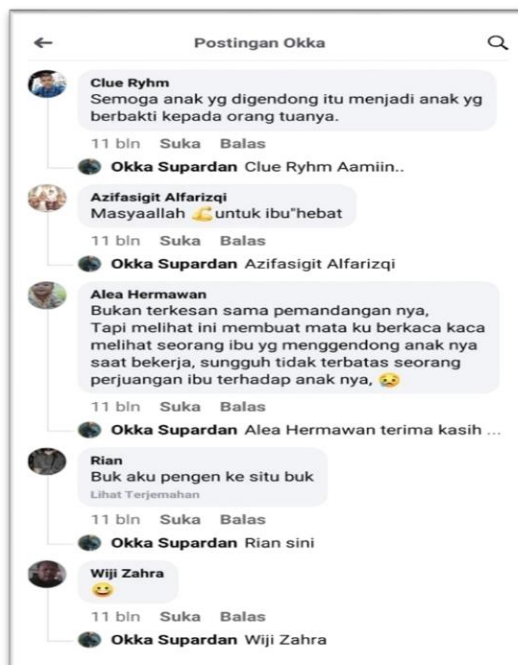 Postingan Okka
Clue Ryhm
Semoga anak yg digendong itu menjadi anak yg
berbakti kepada orang tuanya.
11 bln Suka Balas
Okka Supardan Clue Ryhm Aamiin..
Azifasigit Alfarizqi
Masyaallah 💪untuk ibu"hebat
11 bln Suka Balas
Okka Supardan Azifasigit Alfarizqi
Alea Hermawan
Bukan terkesan sama pemandangan nya,
Tapi melihat ini membuat mata ku berkaca kaca
melihat seorang ibu yg menggendong anak nya
saat bekerja, sungguh tidak terbatas seorang
perjuangan ibu terhadap anak nya, 😢
11 bln Suka Balas
Okka Supardan Alea Hermawan terima kasih ...
Rian
Buk aku pengen ke situ buk
Lihat Terjemahan
11 bln Suka Balas
Okka Supardan Rian sini
Wiji Zahra
😀
11 bln Suka Balas
Okka Supardan Wiji Zahra